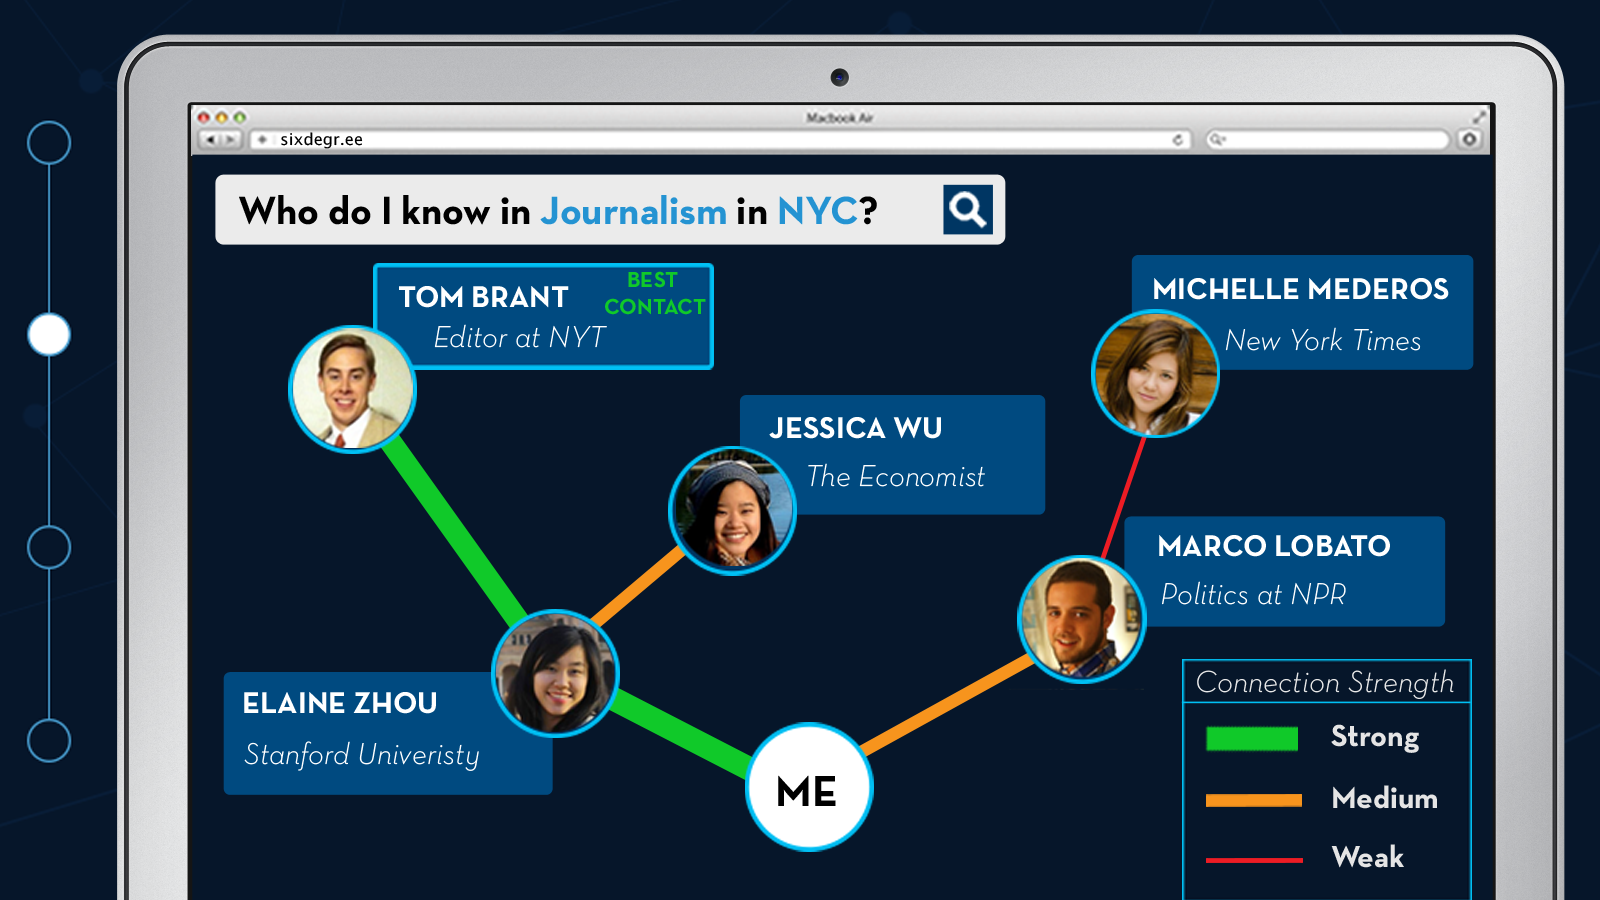 Macbook Air
sixdegr.ee
Who do I know in Journalism in NYC?
TOM BRANT
BEST
CONTACT
Editor at NYT
MICHELLE MEDEROS
New York Times
JESSICA WU
The Economist
MARCO LOBATO
Politics at NPR
ELAINE ZHOU
Stanford Univeristy
ME
Connection Strength
Strong
Medium
Weak